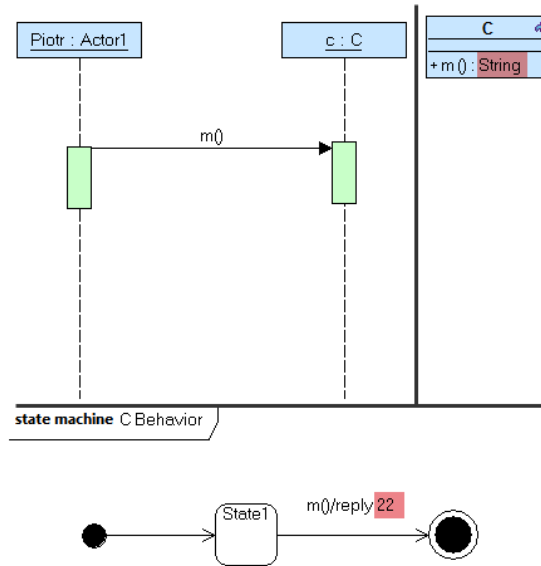 Piotr : Actor1
c : C
C
+ m () : String
m()
state machine C Behavior
State1
m()/reply 22